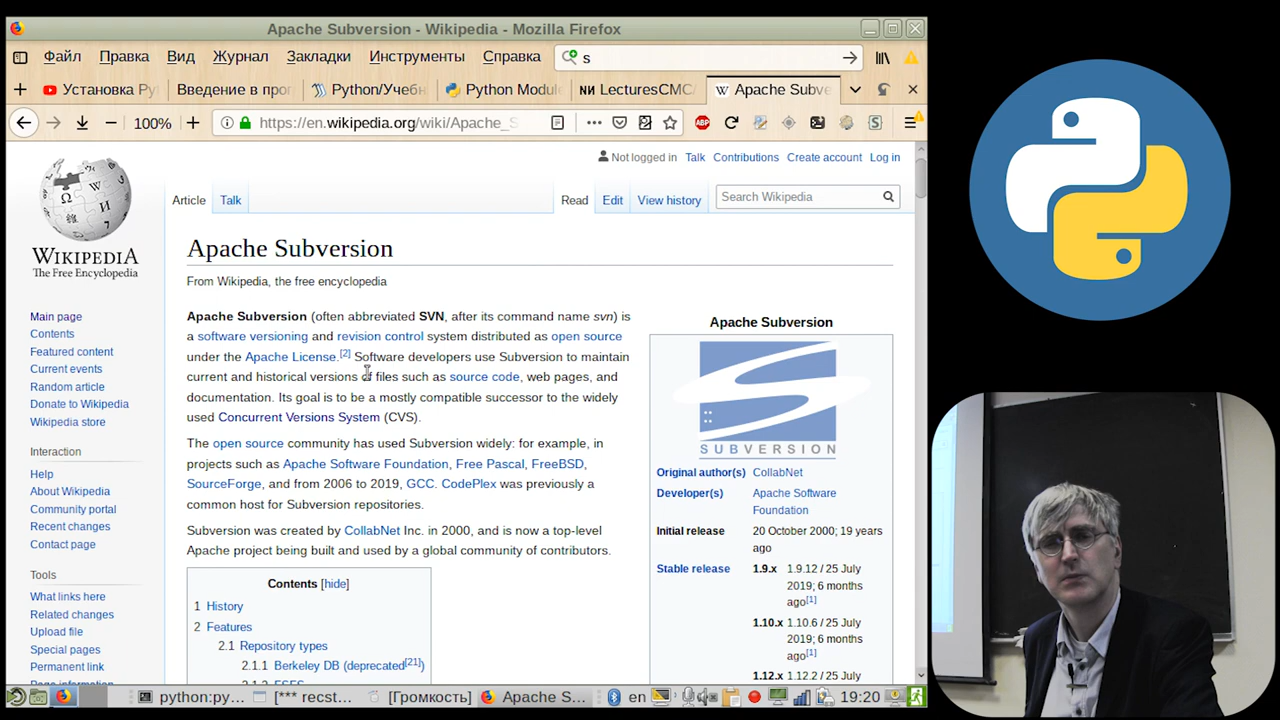 Apache Subversion - Wikipedia - Mozilla Firefox
Файл Правка Вид Журнал Закладки Инструменты Справка s
Установка Py Введение в прог Python/Учебн Python Module LecturesCMC/ Apache Subve
100% https://en.wikipedia.org/wiki/Apache_S
Not logged in Talk Contributions Create account Log in
Article Talk Read Edit View history Search Wikipedia
WIKIPEDIA
The Free Encyclopedia
Main page
Contents
Featured content
Current events
Random article
Donate to Wikipedia
Wikipedia store
Interaction
Help
About Wikipedia
Community portal
Recent changes
Contact page
Tools
What links here
Related changes
Upload file
Special pages
Permanent link
Page information
Apache Subversion
From Wikipedia, the free encyclopedia
Apache Subversion (often abbreviated SVN, after its command name svn) is
a software versioning and revision control system distributed as open source
under the Apache License.[2] Software developers use Subversion to maintain
current and historical versions of files such as source code, web pages, and
documentation. Its goal is to be a mostly compatible successor to the widely
used Concurrent Versions System (CVS).
The open source community has used Subversion widely: for example, in
projects such as Apache Software Foundation, Free Pascal, FreeBSD,
SourceForge, and from 2006 to 2019, GCC. CodePlex was previously a
common host for Subversion repositories.
Subversion was created by CollabNet Inc. in 2000, and is now a top-level
Apache project being built and used by a global community of contributors.
Contents [hide]
1 History
2 Features
2.1 Repository types
2.1.1 Berkeley DB (deprecated[21])
2.1.2 FSFS
Apache Subversion
SUBVERSION
Original author(s) CollabNet
Developer(s) Apache Software
Foundation
Initial release 20 October 2000; 19 years
ago
Stable release 1.9.x 1.9.12 / 25 July
2019; 6 months
ago[1]
1.10.x 1.10.6 / 25 July
2019; 6 months
ago[1]
1.12.x 1.12.2 / 25 July
python:py... [*** recst... [Громкость] Apache S... en 19:20